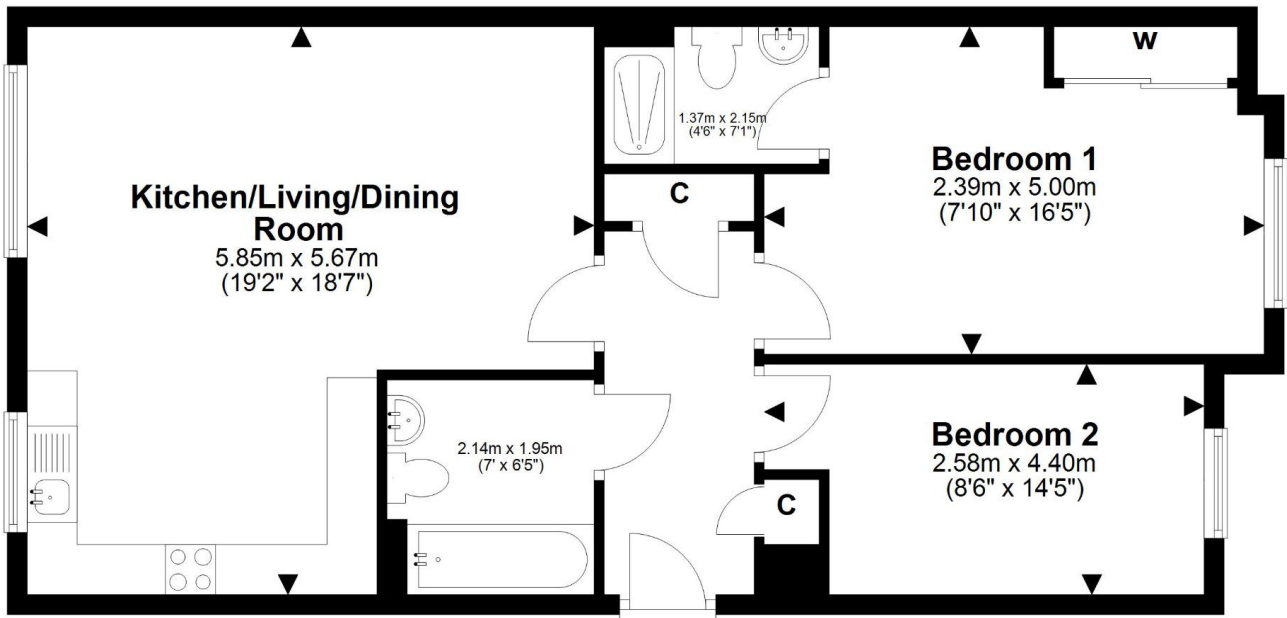 Kitchen/Living/Dining
Room
5.85m x 5.67m
(19'2" x 18'7")
1.37m x 2.15m
(4'6" x 7'1")
W
C
Bedroom 1
2.39m x 5.00m
(7'10" x 16'5")
2.14m x 1.95m
(7' x 6'5")
Bedroom 2
2.58m x 4.40m
(8'6" x 14'5")
C